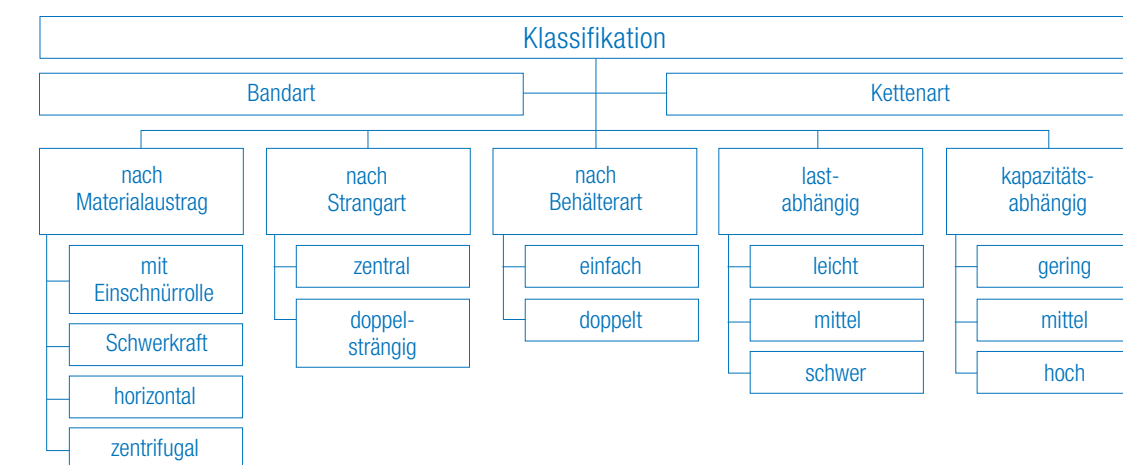 Klassifikation
Bandart
Kettenart
nach
Materialaustrag
nach
Strangart
nach
Behälterart
last-
abhängig
kapazitäts-
abhängig
mit
Einschnürrolle
Schwerkraft
horizontal
zentrifugal
zentral
doppel-
strängig
einfach
doppelt
leicht
mittel
schwer
gering
mittel
hoch